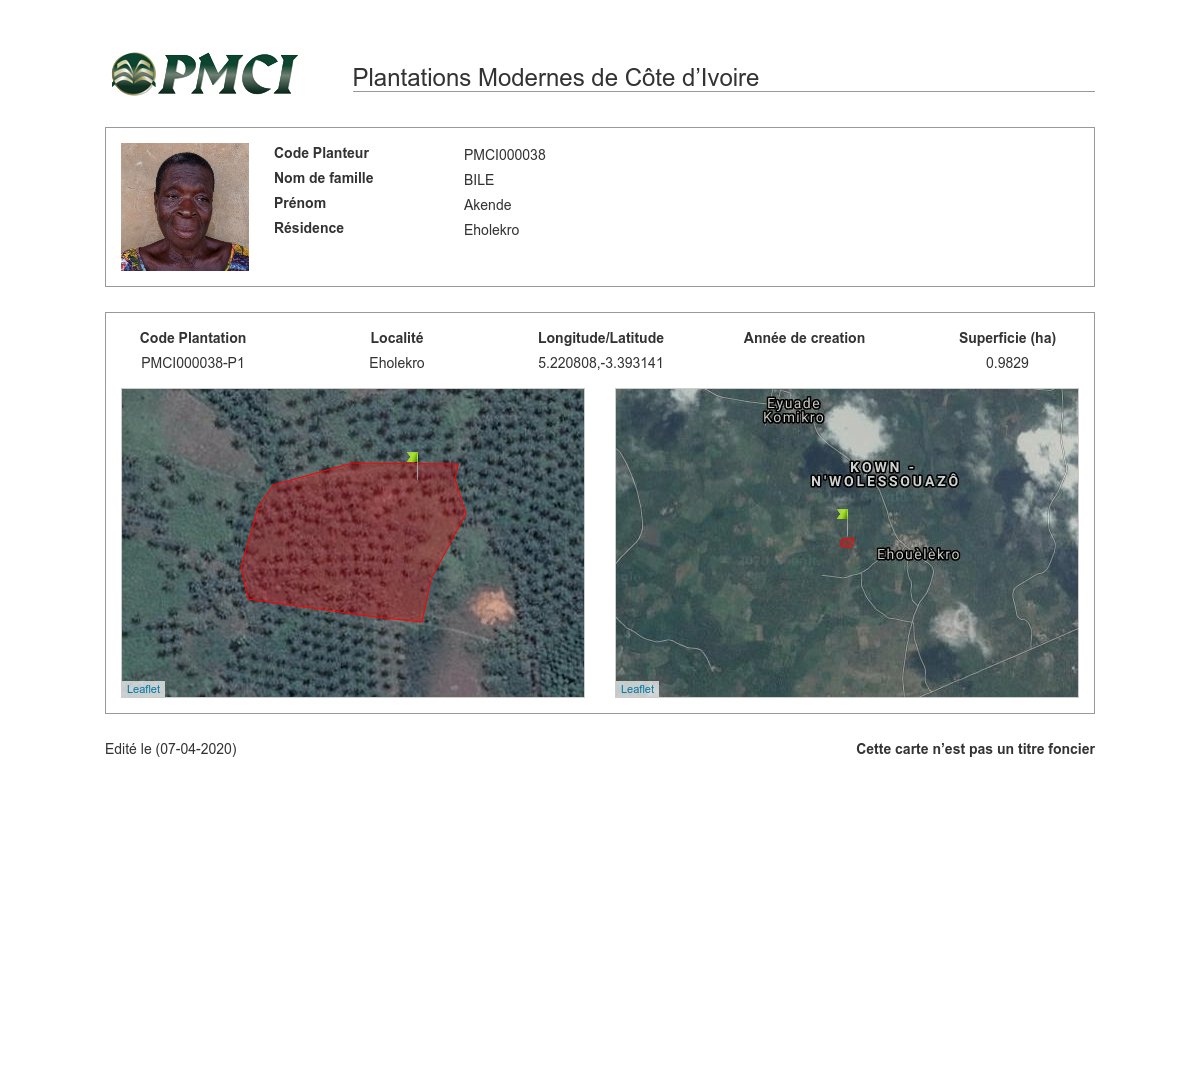 PMCI
Plantations Modernes de Côte d’Ivoire
Code Planteur PMCI000038
Nom de famille BILE
Prénom Akende
Résidence Eholekro
Code Plantation Localité Longitude/Latitude Année de creation Superficie (ha)
PMCI000038-P1 Eholekro 5.220808,-3.393141 0.9829
Eyuade
Komikro
KOWN -
N'WOLESSOUAZÔ
Ehouèlèkro
Leaflet
Leaflet
Edité le (07-04-2020)
Cette carte n’est pas un titre foncier